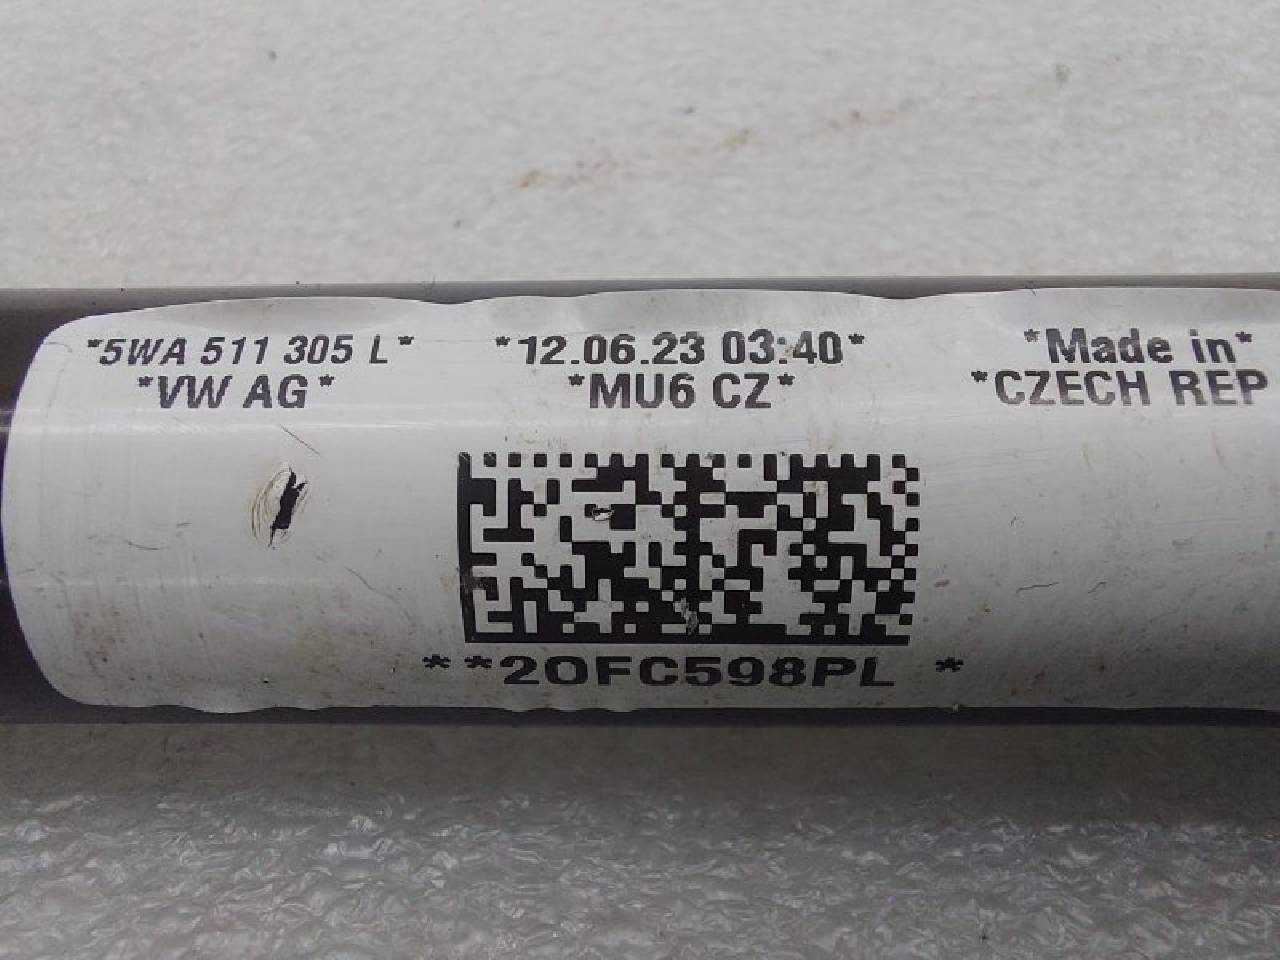 *5WA 511 305 L* *12.06.23 03:40* *Made in*
*VW AG* *MU6 CZ* *CZECH REP
**20FC598PL *